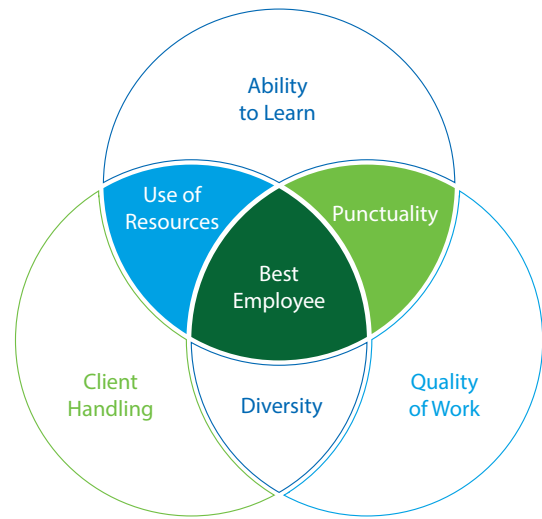 Ability
to Learn
Use of
Resources
Punctuality
Best
Employee
Client
Handling
Diversity
Quality
of Work